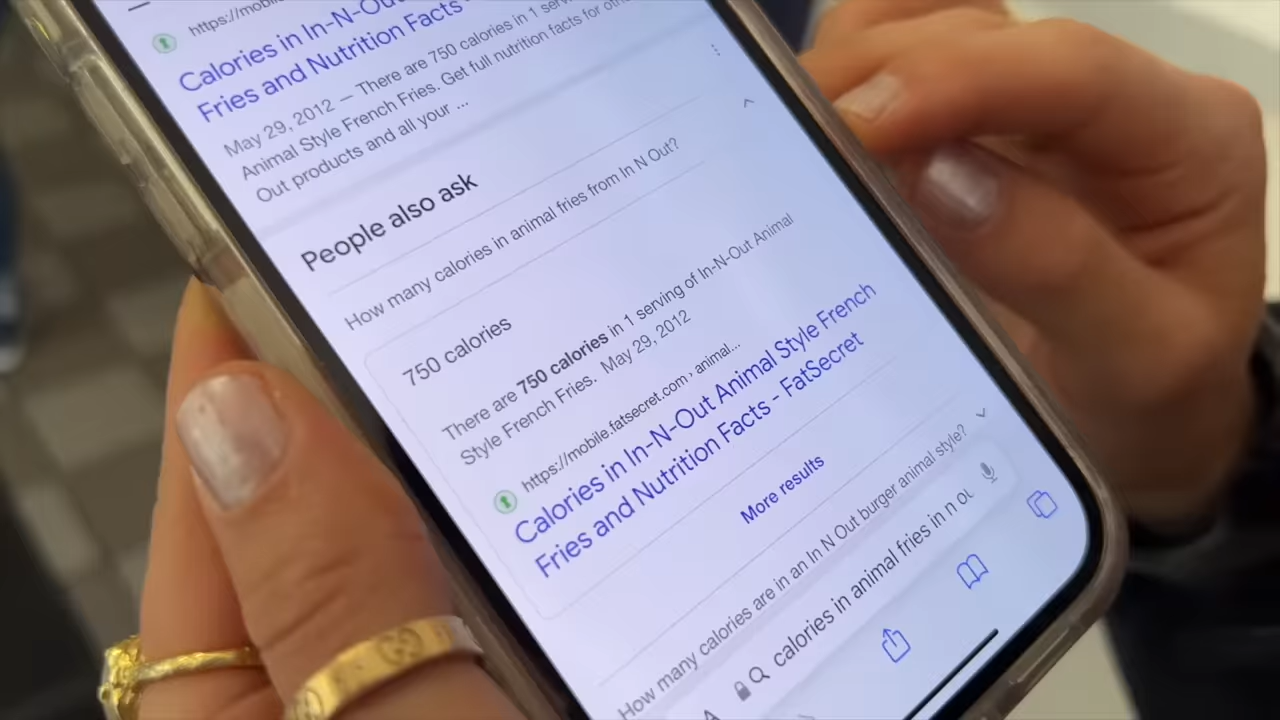 https://mobile
Calories in In-N-Out
Fries and Nutrition Facts -
May 29, 2012 — There are 750 calories in 1 serv
Animal Style French Fries. Get full nutrition facts for othe
Out products and all your ...
People also ask
How many calories in animal fries from In N Out?
750 calories
There are 750 calories in 1 serving of In-N-Out Animal
Style French Fries. May 29, 2012
https://mobile.fatsecret.com › animal...
Calories in In-N-Out Animal Style French
Fries and Nutrition Facts - FatSecret
More results
How many calories are in an In N Out burger animal style?
calories in animal fries in n ou